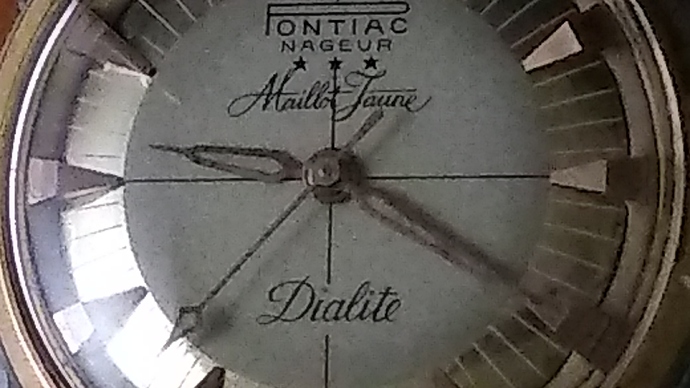 PONTIAC
NAGEUR
★ ★ ★
Maillot Jaune
Dialite